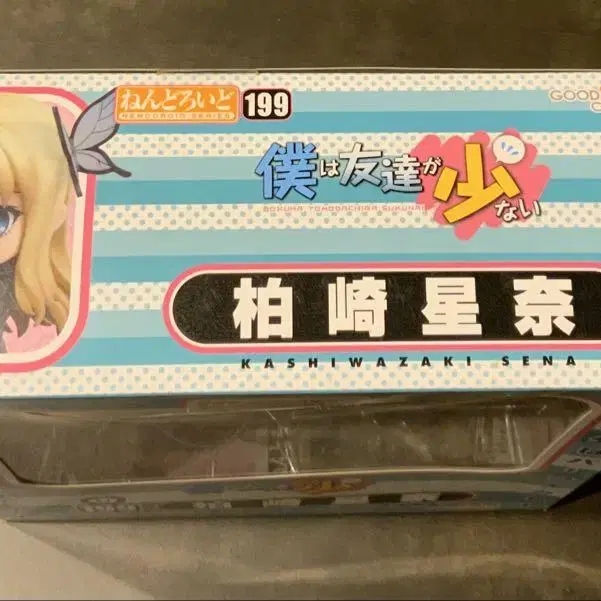 ねんどろいど 199
NENDOROID SERIES
GOOD
僕は友達が少ない
BOKUHA TOMODACHIGA SUKUNAI
柏崎星奈
KASHIWAZAKI SENA